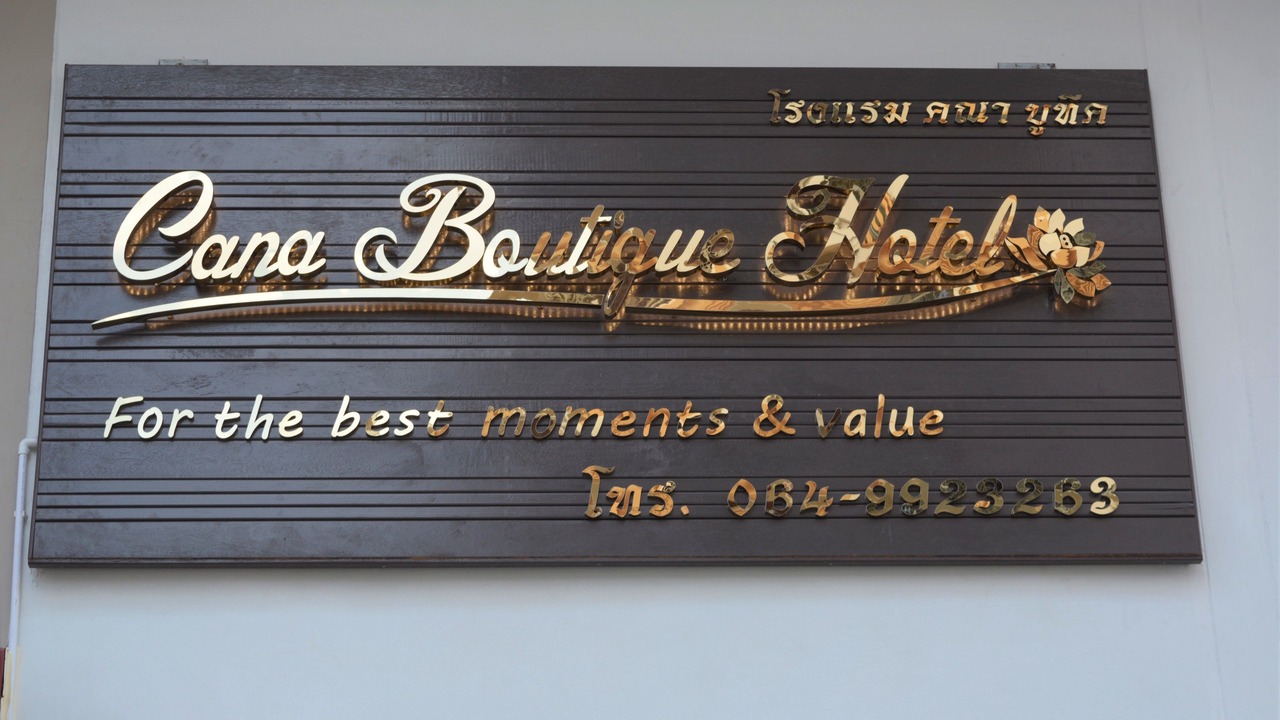 โรงแรม คณา บูทีค
Cana Boutique Hotel
For the best moments & value
โทร. 064-9923263